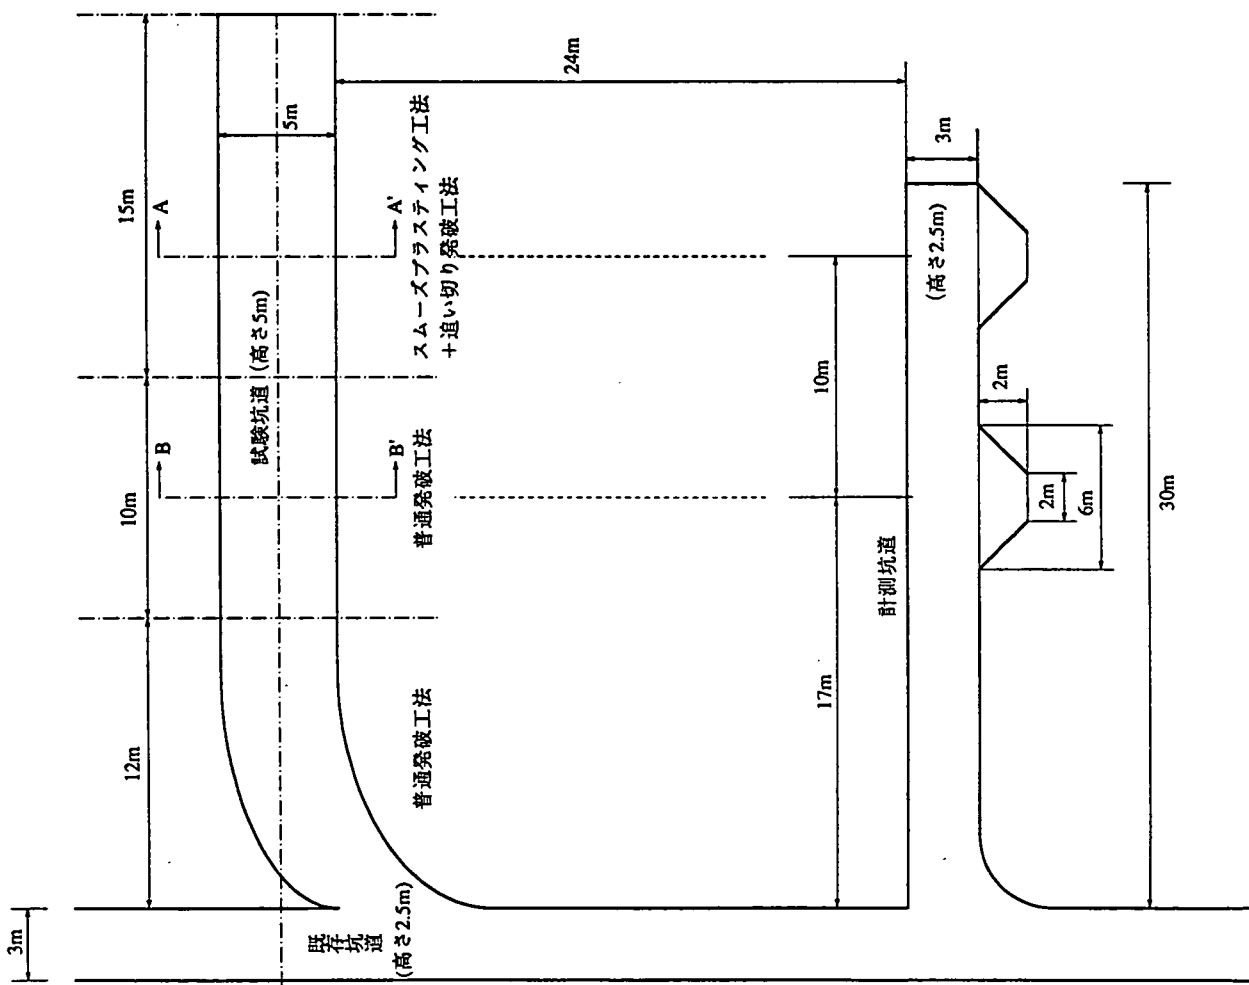 24m
5m
3m
15m
A
A'
スムーズブラスティング工法
+追い切り発破工法
(高さ2.5m)
試験坑道(高さ5m)
10m
2m
B
B'
10m
普通発破工法
2m
6m
30m
計測坑道
17m
12m
普通発破工法
3m
既存坑道
(高さ2.5m)